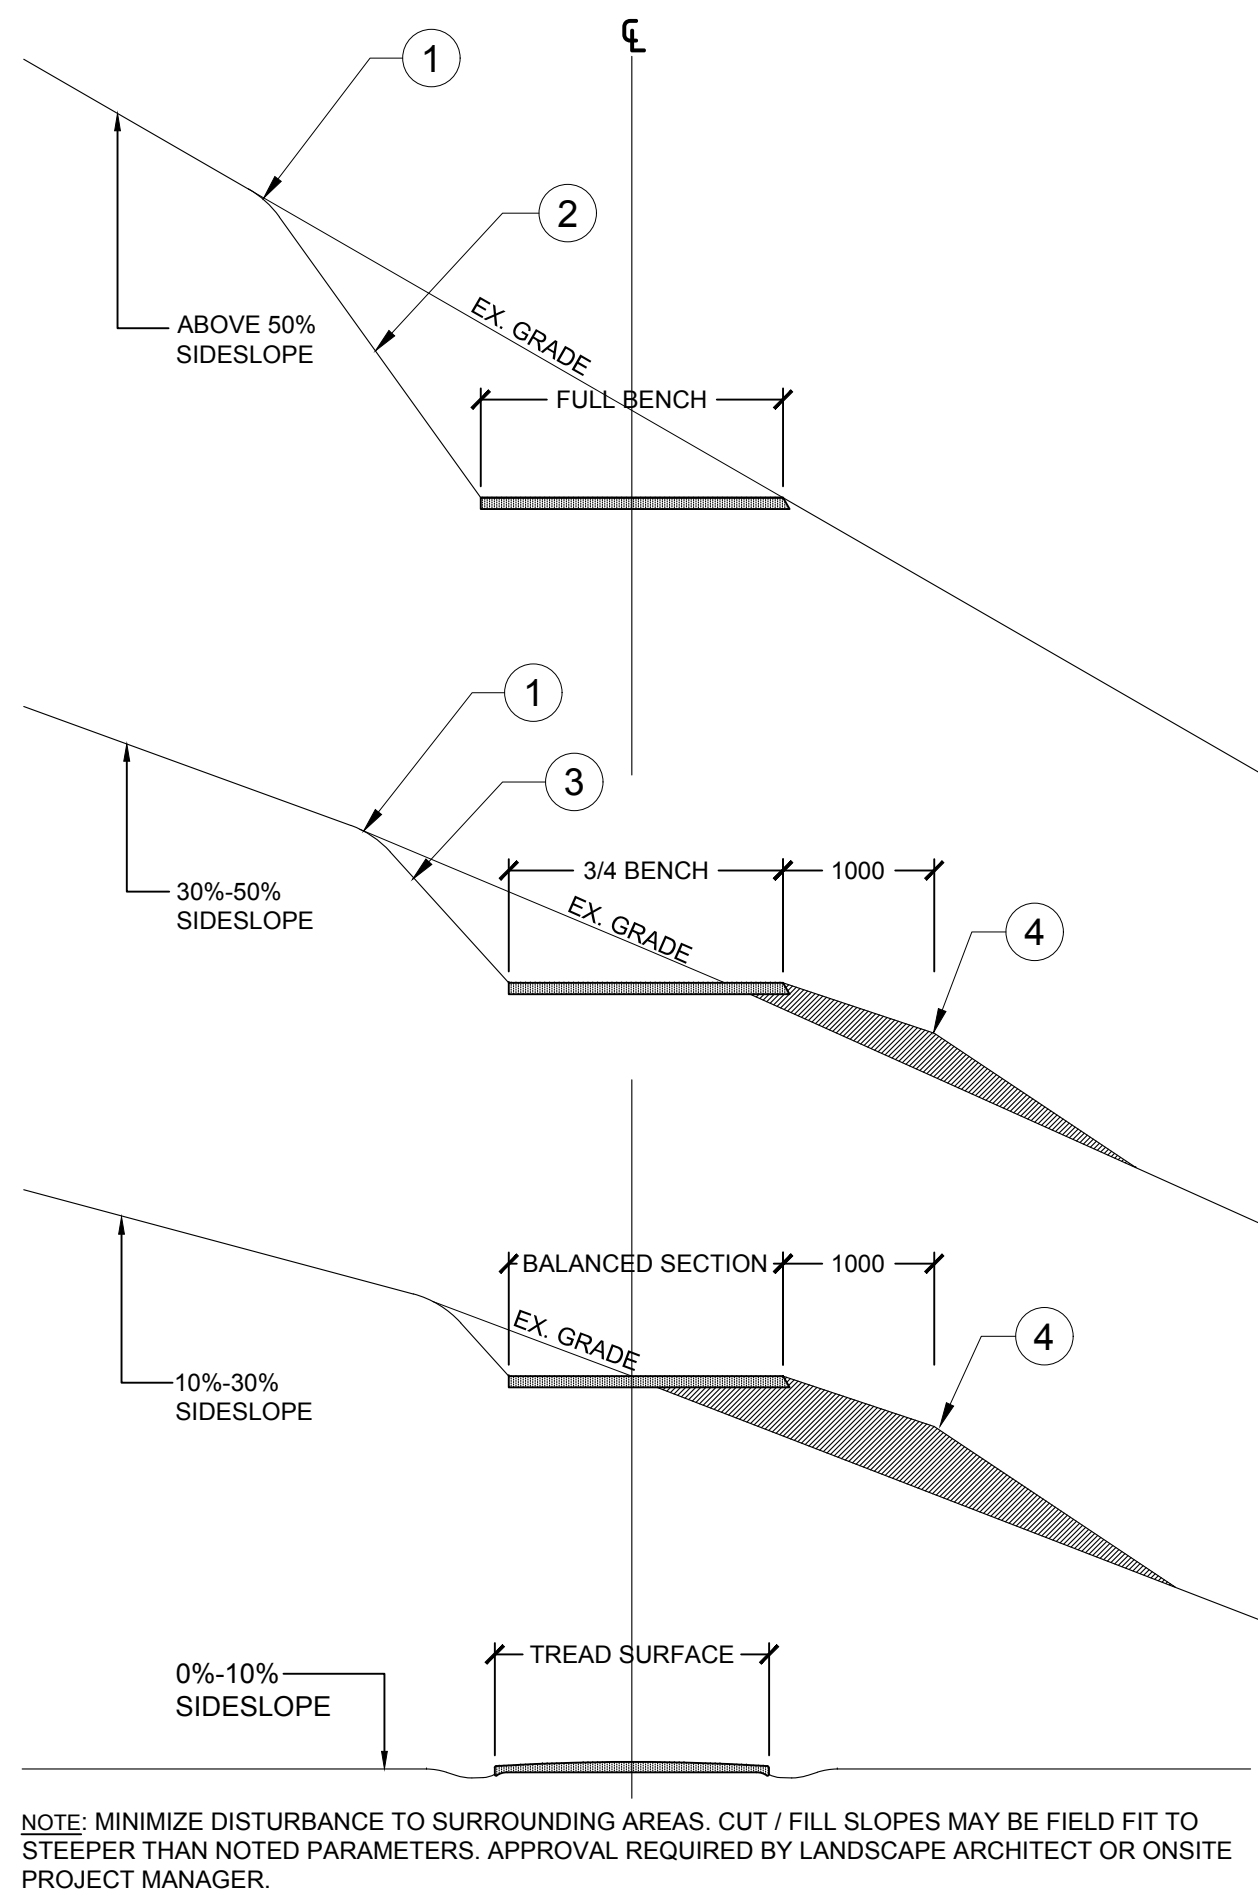 ℄
1
2
ABOVE 50%
SIDESLOPE
EX. GRADE
FULL BENCH
1
3
3/4 BENCH
1000
30%-50%
SIDESLOPE
EX. GRADE
4
BALANCED SECTION
1000
EX. GRADE
4
10%-30%
SIDESLOPE
TREAD SURFACE
0%-10%
SIDESLOPE
NOTE: MINIMIZE DISTURBANCE TO SURROUNDING AREAS. CUT / FILL SLOPES MAY BE FIELD FIT TO
STEEPER THAN NOTED PARAMETERS. APPROVAL REQUIRED BY LANDSCAPE ARCHITECT OR ONSITE
PROJECT MANAGER.